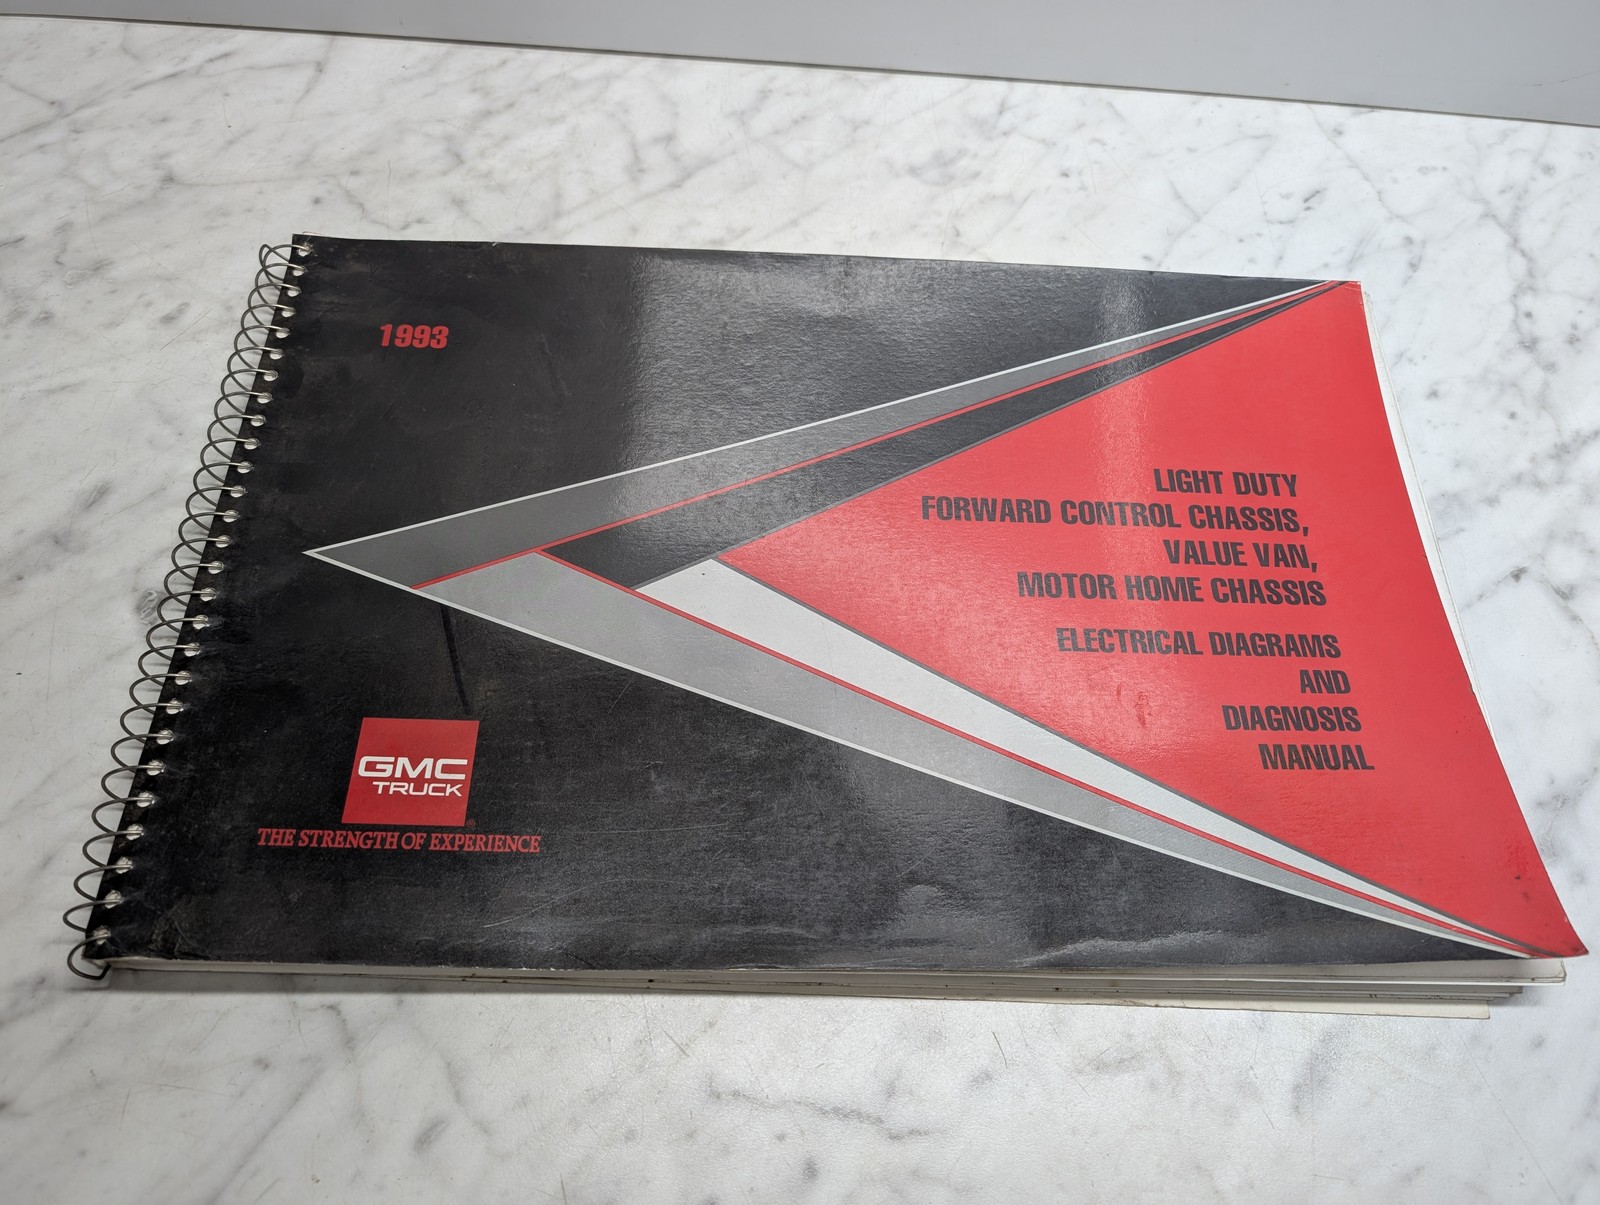 1993
LIGHT DUTY
FORWARD CONTROL CHASSIS,
VALUE VAN,
MOTOR HOME CHASSIS
ELECTRICAL DIAGRAMS
AND
DIAGNOSIS
MANUAL
GMC
TRUCK
®
THE STRENGTH OF EXPERIENCE